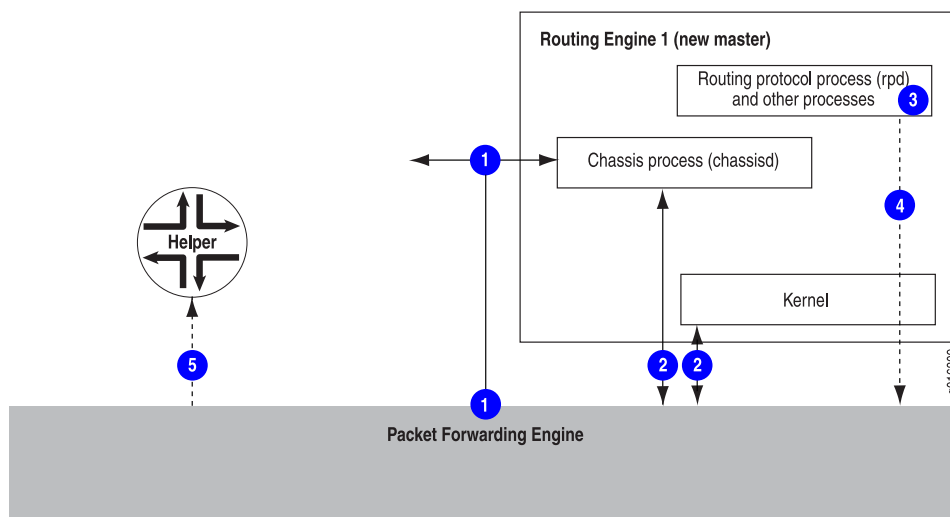 Routing Engine 1 (new master)
Routing protocol process (rpd)
and other processes
3
1
Chassis process (chassisd)
4
Helper
Kernel
5
2
2
1
Packet Forwarding Engine